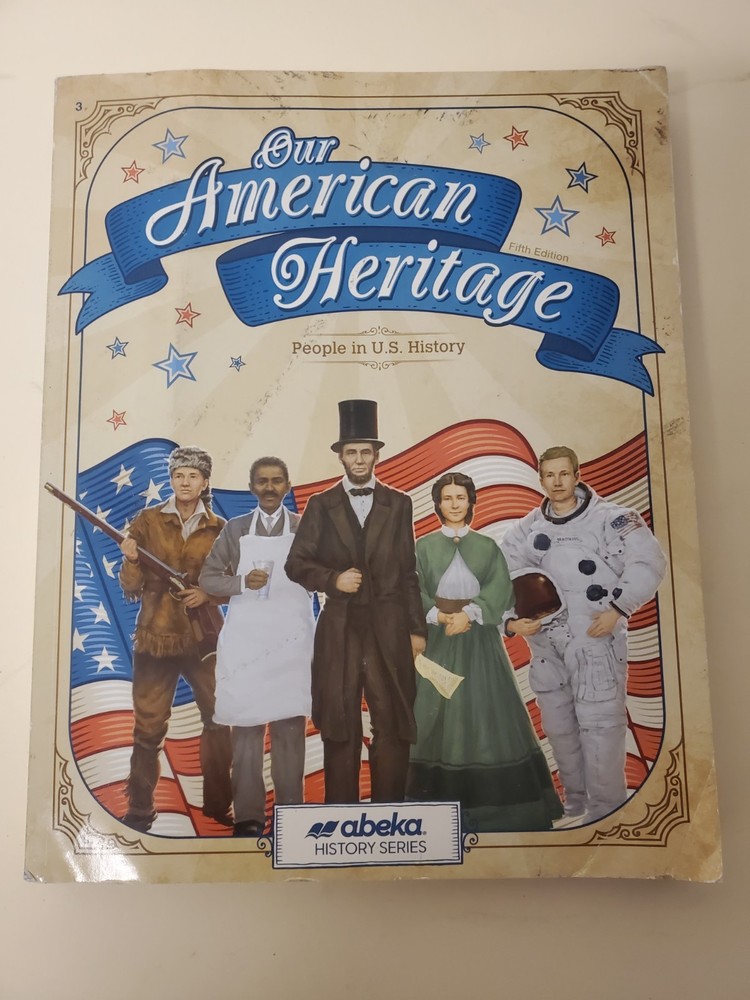 3
Our
American
Heritage
Fifth Edition
People in U.S. History
abeka®
HISTORY SERIES